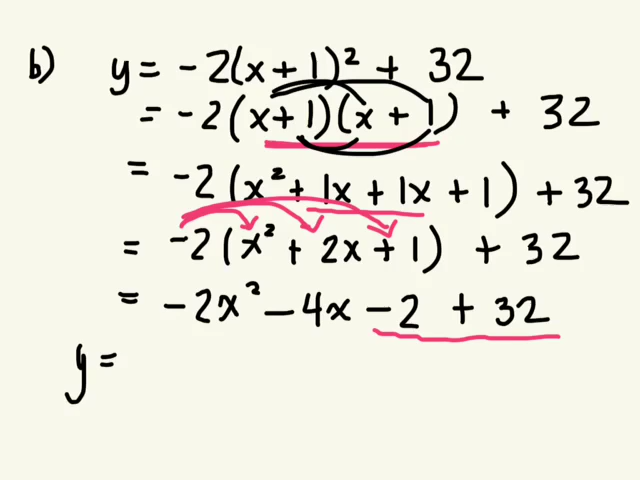 b) y = -2(x + 1)² + 32
= -2(x + 1)(x + 1) + 32
= -2(x² + 1x + 1x + 1) + 32
= -2(x² + 2x + 1) + 32
= -2x² - 4x - 2 + 32
y =